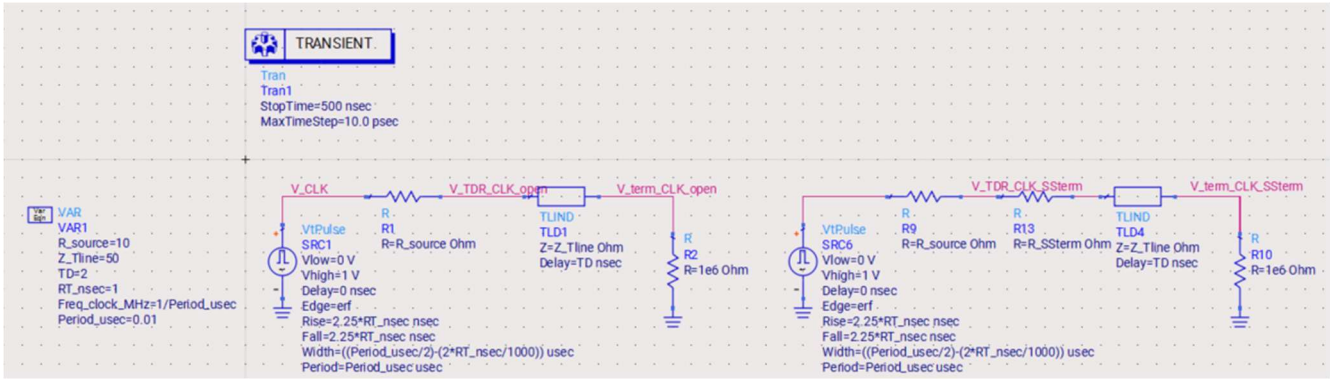 TRANSIENT
Tran
Tran1
StopTime=500 nsec
MaxTimeStep=10.0 psec
Var
Eqn
VAR
VAR1
R_source=10
Z_Tline=50
TD=2
RT_nsec=1
Freq_clock_MHz=1/Period_usec
Period_usec=0.01
V_CLK
VtPulse
SRC1
Vlow=0 V
Vhigh=1 V
Delay=0 nsec
Edge=erf
Rise=2.25*RT_nsec nsec
Fall=2.25*RT_nsec nsec
Width=((Period_usec/2)-(2*RT_nsec/1000)) usec
Period=Period_usec usec
R
R1
R=R_source Ohm
V_TDR_CLK_open
TLIND
TLD1
Z=Z_Tline Ohm
Delay=TD nsec
V_term_CLK_open
R
R2
R=1e6 Ohm
VtPulse
SRC6
Vlow=0 V
Vhigh=1 V
Delay=0 nsec
Edge=erf
Rise=2.25*RT_nsec nsec
Fall=2.25*RT_nsec nsec
Width=((Period_usec/2)-(2*RT_nsec/1000)) usec
Period=Period_usec usec
R
R9
R=R_source Ohm
V_TDR_CLK_SSterm
R
R13
R=R_SSterm Ohm
TLIND
TLD4
Z=Z_Tline Ohm
Delay=TD nsec
V_term_CLK_SSterm
R
R10
R=1e6 Ohm